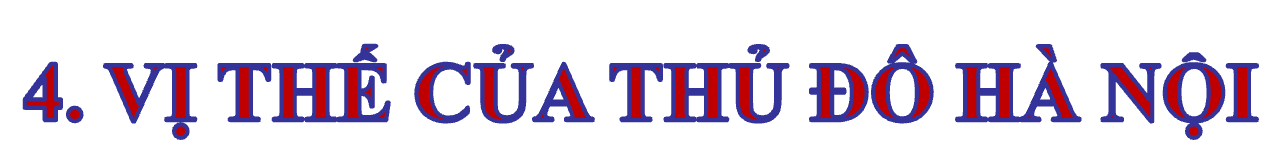 4. VỊ THẾ CỦA THỦ ĐÔ HÀ NỘI